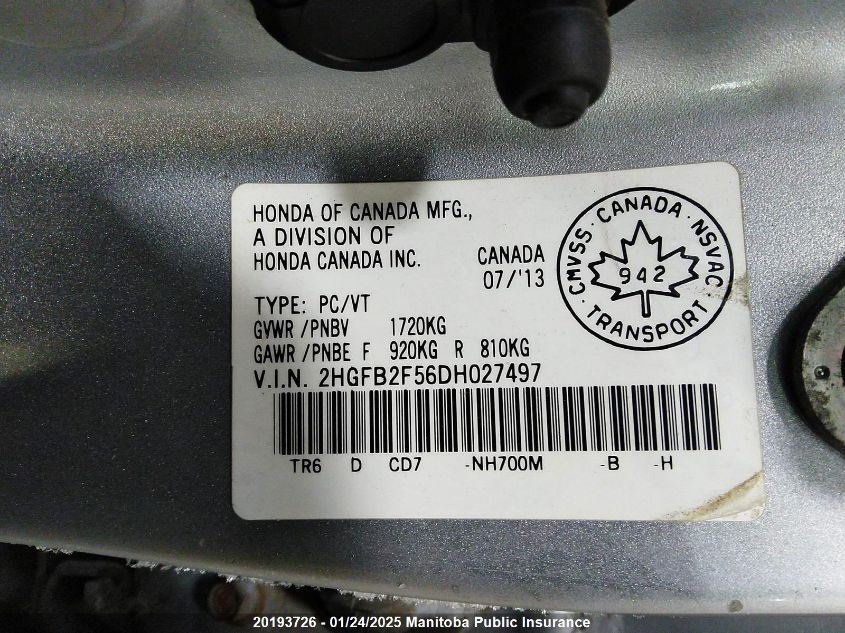 HONDA OF CANADA MFG.,
A DIVISION OF
HONDA CANADA INC. CANADA
07/'13
TYPE: PC/VT
GVWR /PNBV 1720KG
GAWR /PNBE F 920KG R 810KG
V.I.N. 2HGFB2F56DH027497
TR6 D CD7 -NH700M -B -H
CMVSS · CANADA · NSVAC
942
TRANSPORT
20193726 - 01/24/2025 Manitoba Public Insurance